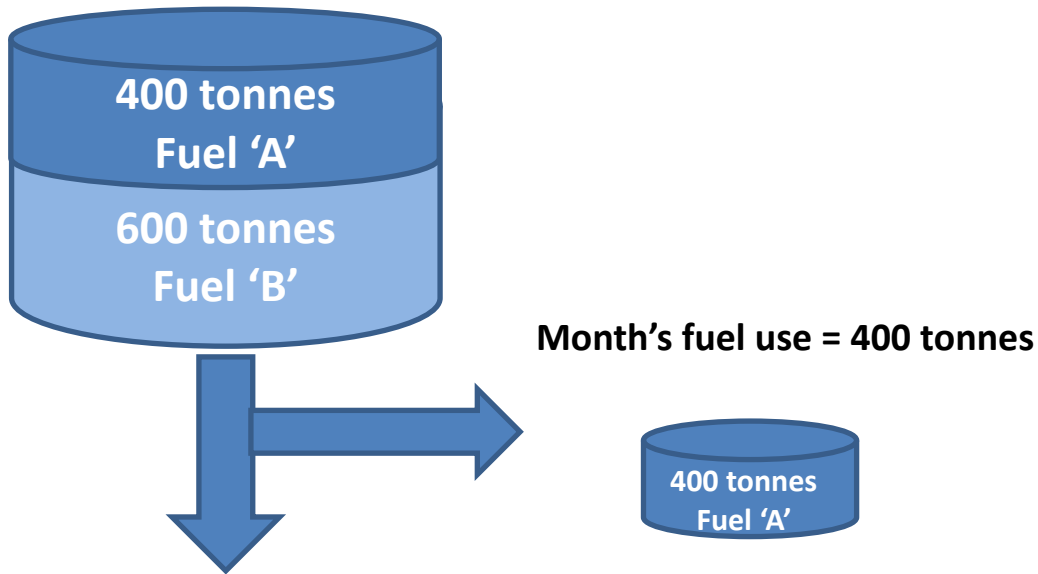 400 tonnes
Fuel ‘A’
600 tonnes
Fuel ‘B’
Month’s fuel use = 400 tonnes
400 tonnes
Fuel ‘A’